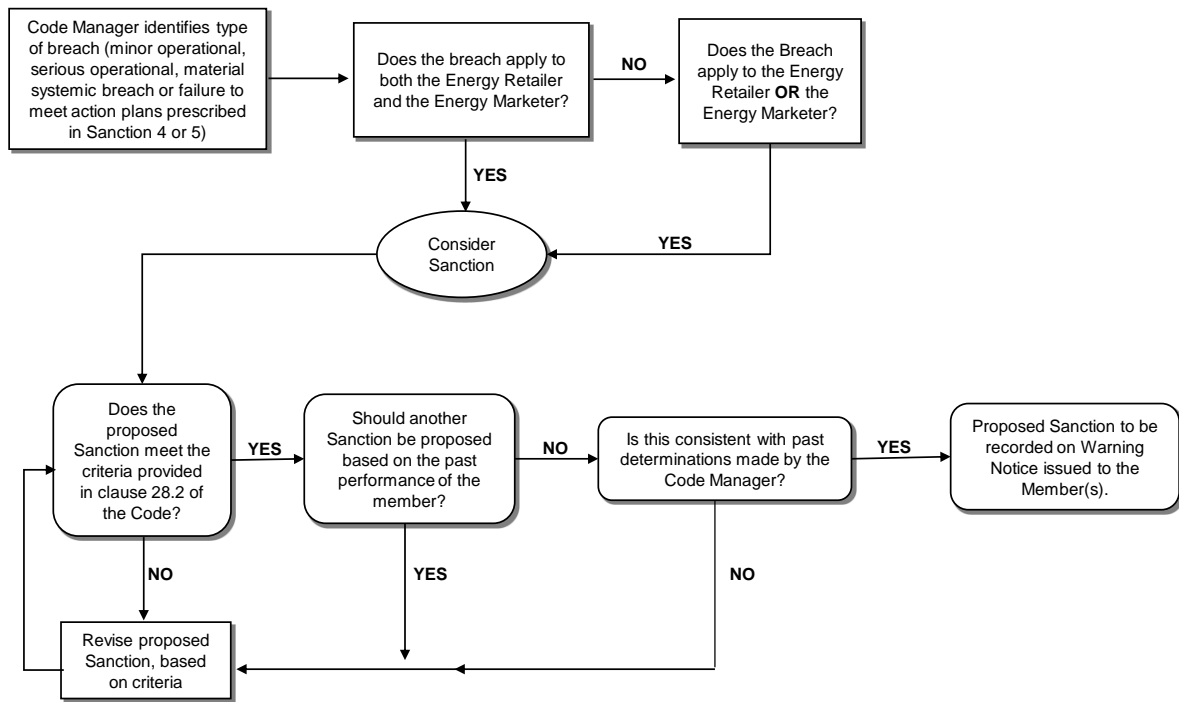 Code Manager identifies type
of breach (minor operational,
serious operational, material
systemic breach or failure to
meet action plans prescribed
in Sanction 4 or 5)
Does the breach apply to
both the Energy Retailer
and the Energy Marketer?
NO
Does the Breach
apply to the Energy
Retailer OR the
Energy Marketer?
YES
YES
Consider
Sanction
Does the
proposed
Sanction meet the
criteria provided
in clause 28.2 of
the Code?
YES
Should another
Sanction be proposed
based on the past
performance of the
member?
NO
Is this consistent with past
determinations made by the
Code Manager?
YES
Proposed Sanction to be
recorded on Warning
Notice issued to the
Member(s).
NO
YES
NO
Revise proposed
Sanction, based
on criteria